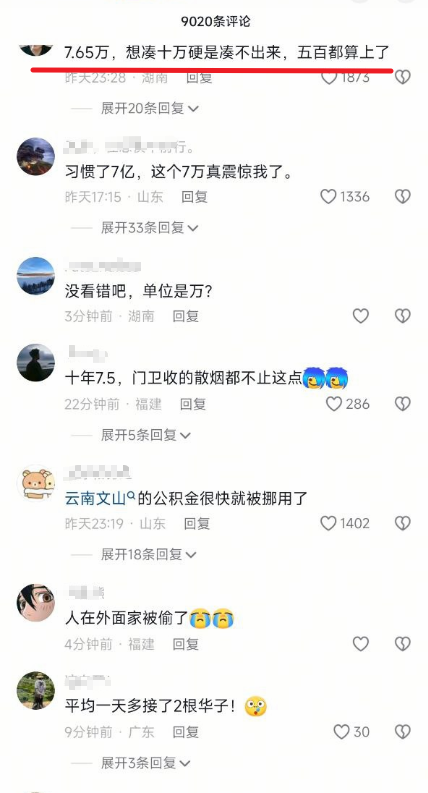 9020条评论
7.65万，想凑十万硬是凑不出来，五百都算上了
昨天23:28 · 湖南 回复 1873
展开20条回复
习惯了7亿，这个7万真震惊我了。
昨天17:15 · 山东 回复 1336
展开33条回复
没看错吧，单位是万？
3分钟前 · 湖南 回复
十年7.5，门卫收的散烟都不止这点
22分钟前 · 福建 回复 286
展开5条回复
云南文山的公积金很快就被挪用了
昨天23:19 · 山东 回复 1402
展开18条回复
人在外面家被偷了
4分钟前 · 福建 回复
平均一天多接了2根华子！
9分钟前 · 广东 回复 30
展开3条回复